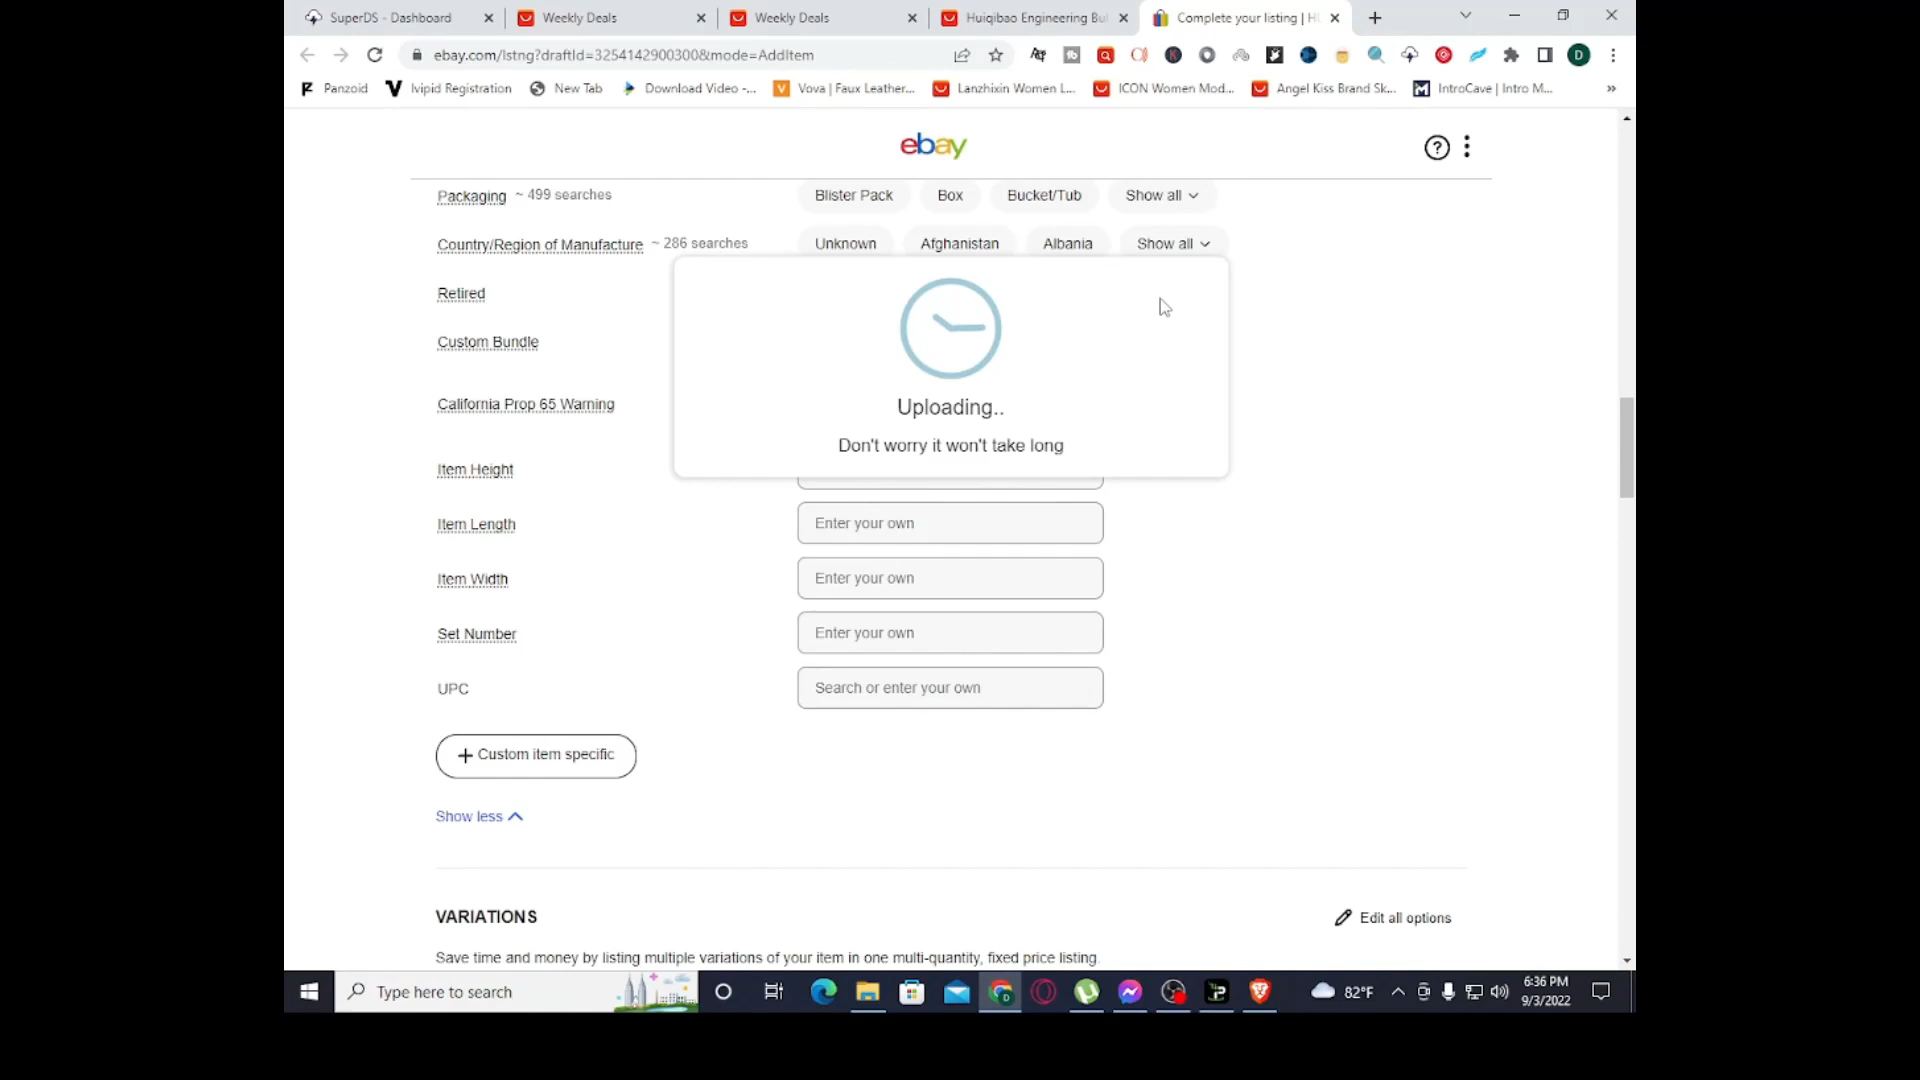 SuperDS - Dashboard
Weekly Deals
Weekly Deals
Huiqibao Engineering Bul
Complete your listing | H
ebay.com/lstng?draftId=3254142900300&mode=AddItem
Panzoid
Ivipid Registration
New Tab
Download Video -...
Vova | Faux Leather...
Lanzhixin Women L...
ICON Women Mod...
Angel Kiss Brand Sk...
IntroCave | Intro M...
ebay
Packaging ~ 499 searches
Blister Pack
Box
Bucket/Tub
Show all
Country/Region of Manufacture ~ 286 searches
Unknown
Afghanistan
Albania
Show all
Retired
Custom Bundle
California Prop 65 Warning
Uploading..
Don't worry it won't take long
Item Height
Item Length
Enter your own
Item Width
Enter your own
Set Number
Enter your own
UPC
Search or enter your own
+ Custom item specific
Show less
VARIATIONS
Edit all options
Save time and money by listing multiple variations of your item in one multi-quantity, fixed price listing.
Type here to search
82°F
6:36 PM
9/3/2022